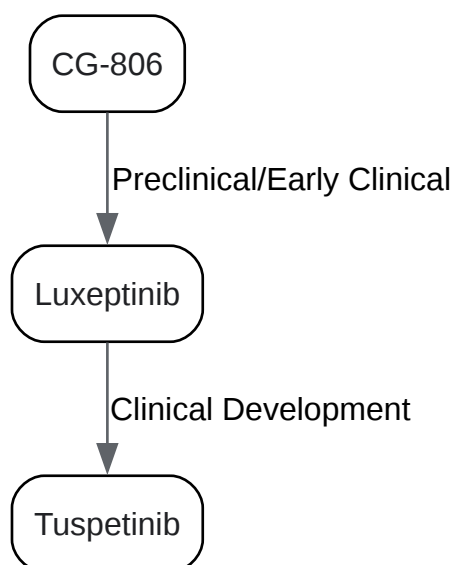 CG-806
Preclinical/Early Clinical
Luxeptinib
Clinical Development
Tuspetinib